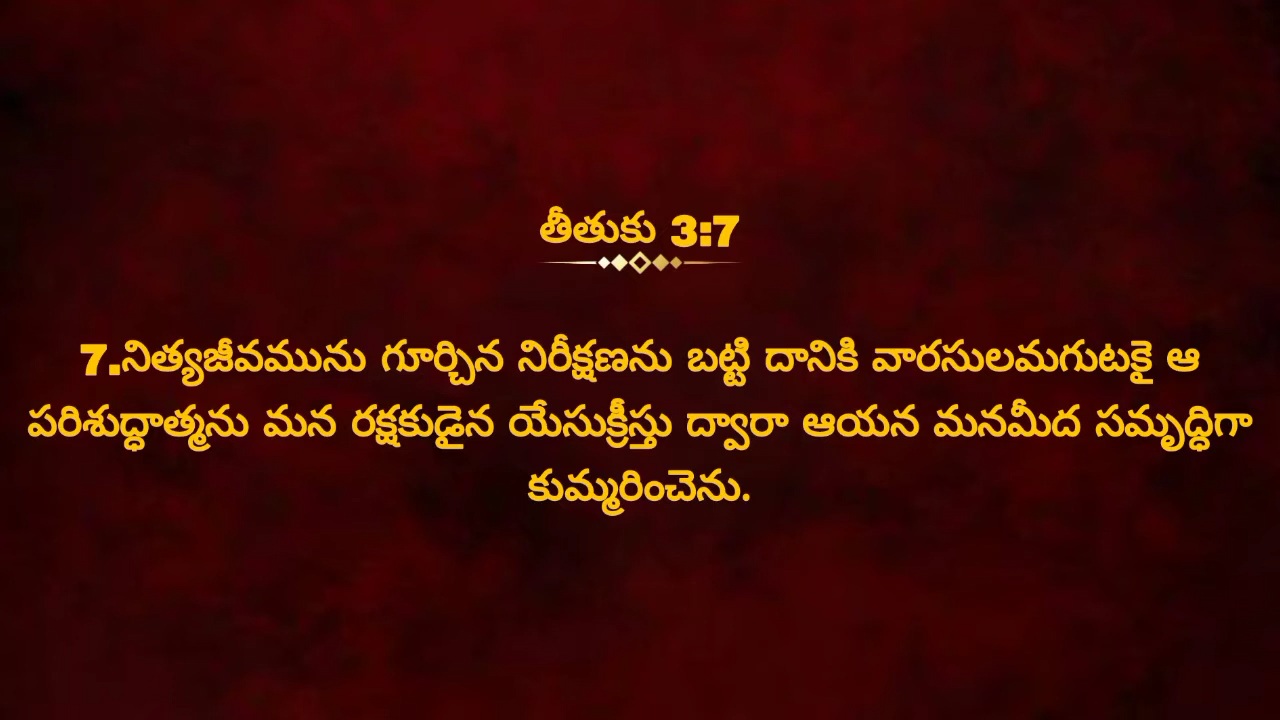 తీతుకు 3:7
7.నిత్యజీవమును గూర్చిన నిరీక్షణను బట్టి దానికి వారసులమగుటకై ఆ
పరిశుద్ధాత్మను మన రక్షకుడైన యేసుక్రీస్తు ద్వారా ఆయన మనమీద సమృద్ధిగా
కుమ్మరించెను.